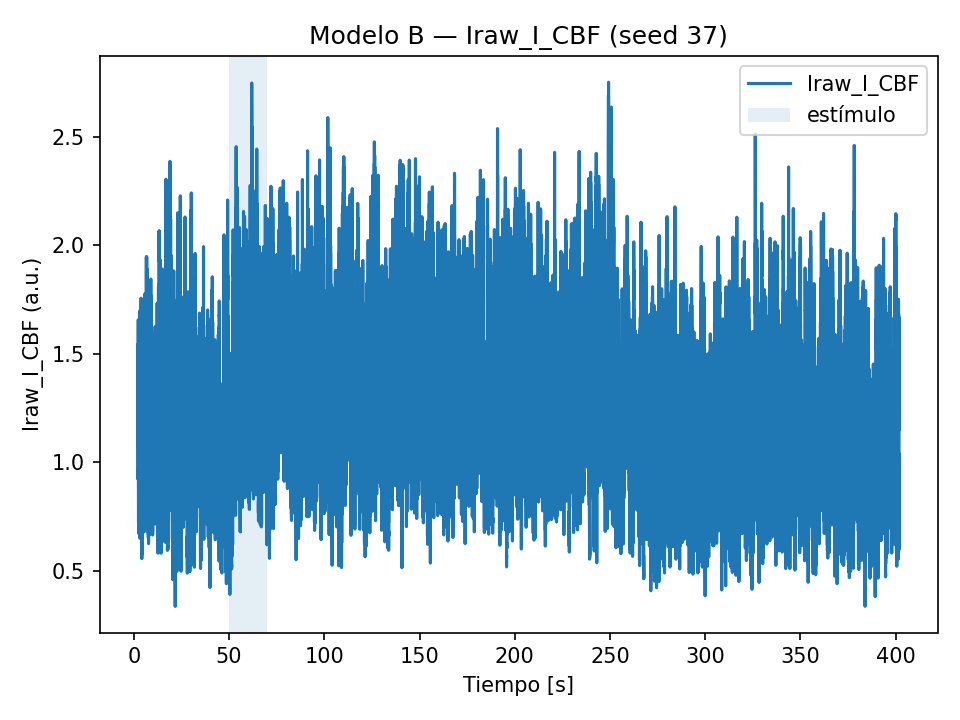 Modelo B — Iraw_I_CBF (seed 37)
Iraw_I_CBF
estímulo
Iraw_I_CBF (a.u.)
2.5
2.0
1.5
1.0
0.5
0 50 100 150 200 250 300 350 400
Tiempo [s]